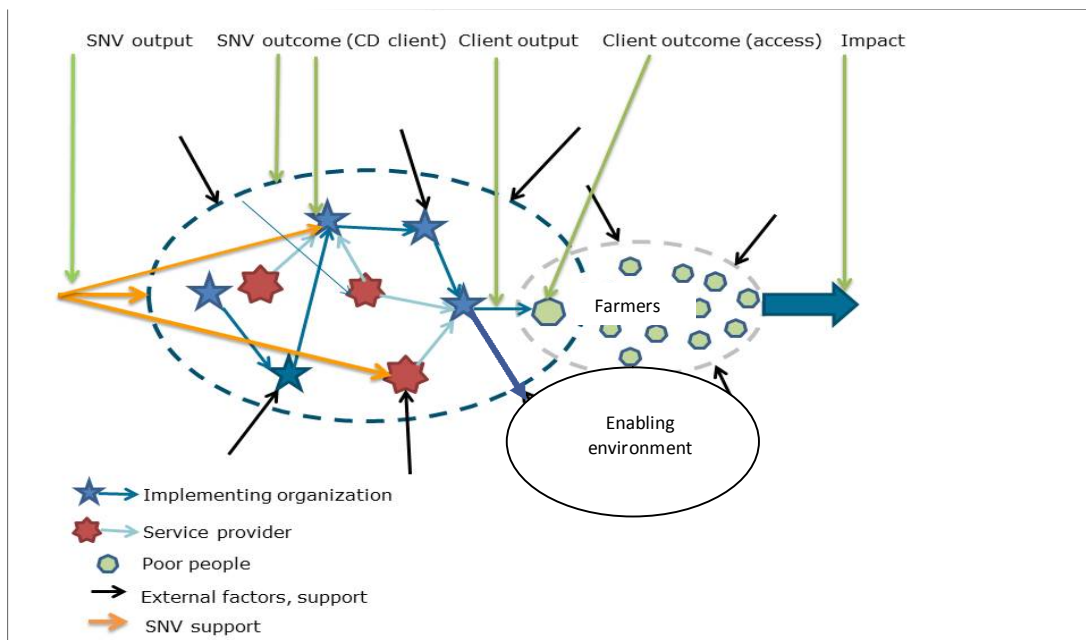 SNV output
SNV outcome (CD client)
Client output
Client outcome (access)
Impact
Farmers
Enabling
environment
Implementing organization
Service provider
Poor people
External factors, support
SNV support